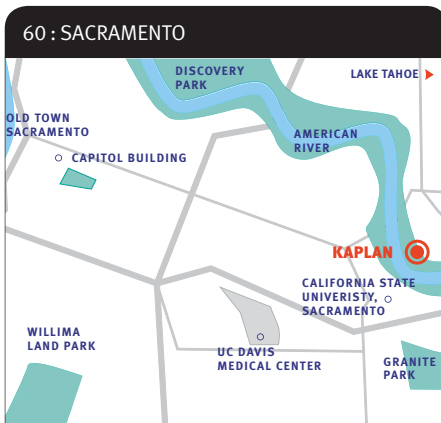 60 : SACRAMENTO
DISCOVERY
PARK
LAKE TAHOE
OLD TOWN
SACRAMENTO
AMERICAN
RIVER
CAPITOL BUILDING
KAPLAN
CALIFORNIA STATE
UNIVERISTY,
SACRAMENTO
WILLIMA
LAND PARK
UC DAVIS
MEDICAL CENTER
GRANITE
PARK